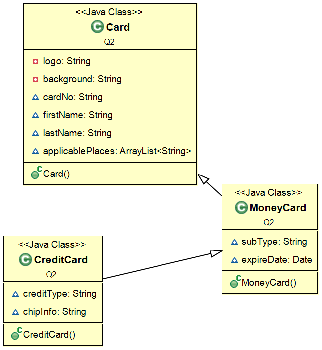 <<Java Class>>
C Card
Q2
logo: String
background: String
cardNo: String
firstName: String
lastName: String
applicablePlaces: ArrayList<String>
C Card()
<<Java Class>>
C MoneyCard
Q2
subType: String
expireDate: Date
C MoneyCard()
<<Java Class>>
C CreditCard
Q2
creditType: String
chipInfo: String
C CreditCard()